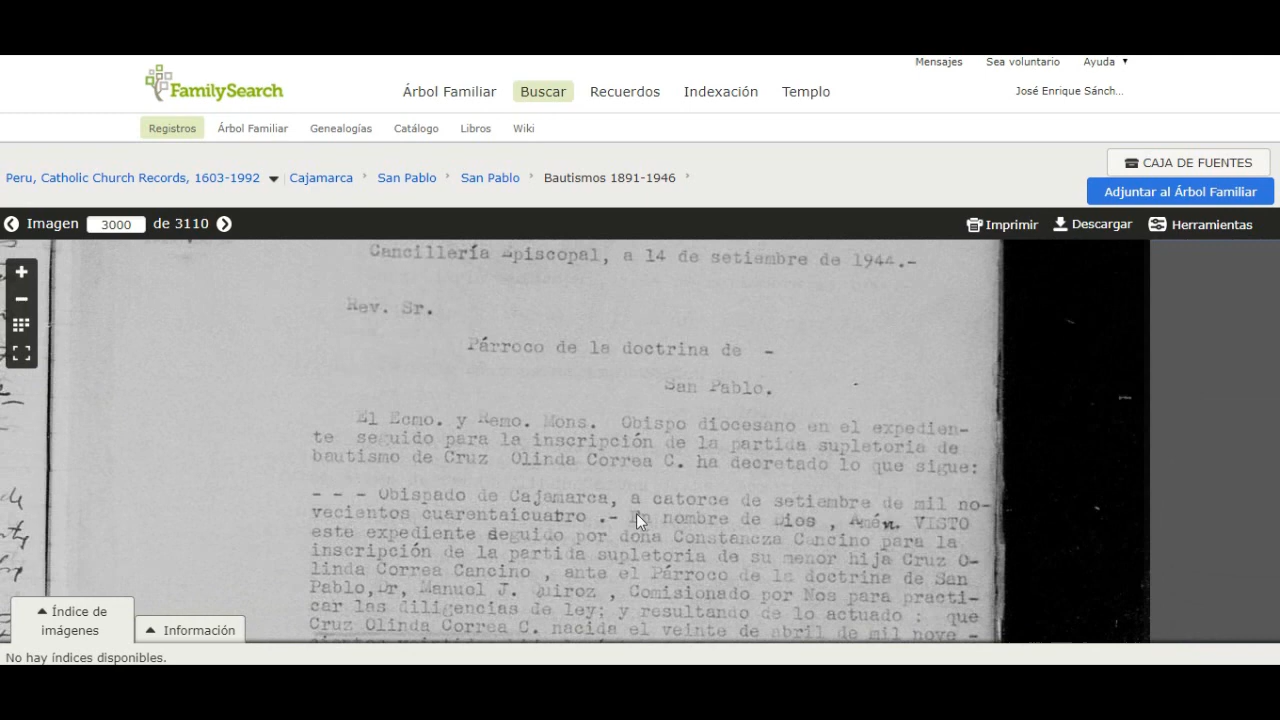 Mensajes Sea voluntario Ayuda
FamilySearch Árbol Familiar Buscar Recuerdos Indexación Templo José Enrique Sánch...
Registros Árbol Familiar Genealogías Catálogo Libros Wiki
CAJA DE FUENTES
Peru, Catholic Church Records, 1603-1992 Cajamarca San Pablo San Pablo Bautismos 1891-1946
Adjuntar al Árbol Familiar
Imagen 3000 de 3110 Imprimir Descargar Herramientas
Cancillería Episcopal, a 14 de setiembre de 1944.-
Rev. Sr.
Párroco de la doctrina de -
San Pablo.
El Ecmo. y Remo. Mons. Obispo diocesano en el expedien-
te seguido para la inscripción de la partida supletoria de
bautismo de Cruz Olinda Correa C. ha decretado lo que sigue:
- - - Obispado de Cajamarca, a catorce de setiembre de mil no-
vecientos cuarentaicuatro .- En nombre de Dios , Amén. VISTO
este expediente seguido por doña Constancza Cancino para la
inscripción de la partida supletoria de su menor hija Cruz O-
linda Correa Cancino , ante el Párroco de la doctrina de San
Pablo, Dr, Manuel J. Quiroz , Comisionado por Nos para practi-
car las diligencias de ley; y resultando de lo actuado : que
Cruz Olinda Correa C. nacida el veinte de abril de mil nove -
Índice de imágenes
Información
No hay índices disponibles.